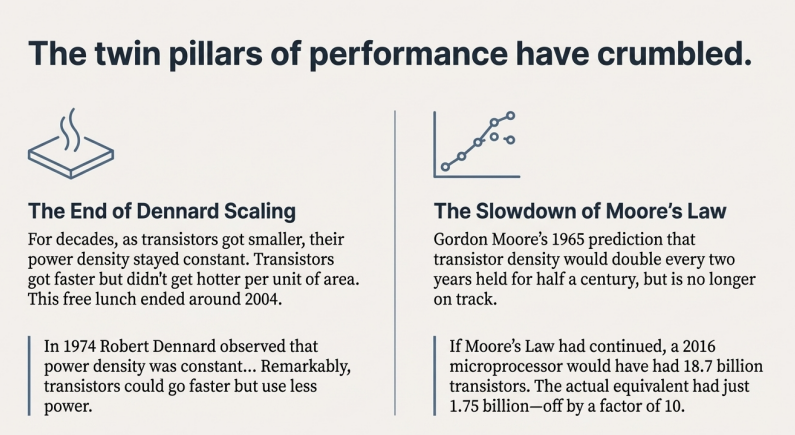 The twin pillars of performance have crumbled.
The End of Dennard Scaling
For decades, as transistors got smaller, their
power density stayed constant. Transistors
got faster but didn't get hotter per unit of area.
This free lunch ended around 2004.
In 1974 Robert Dennard observed that
power density was constant... Remarkably,
transistors could go faster but use less
power.
The Slowdown of Moore's Law
Gordon Moore's 1965 prediction that
transistor density would double every two
years held for half a century, but is no longer
on track.
If Moore's Law had continued, a 2016
microprocessor would have had 18.7 billion
transistors. The actual equivalent had just
1.75 billion—off by a factor of 10.